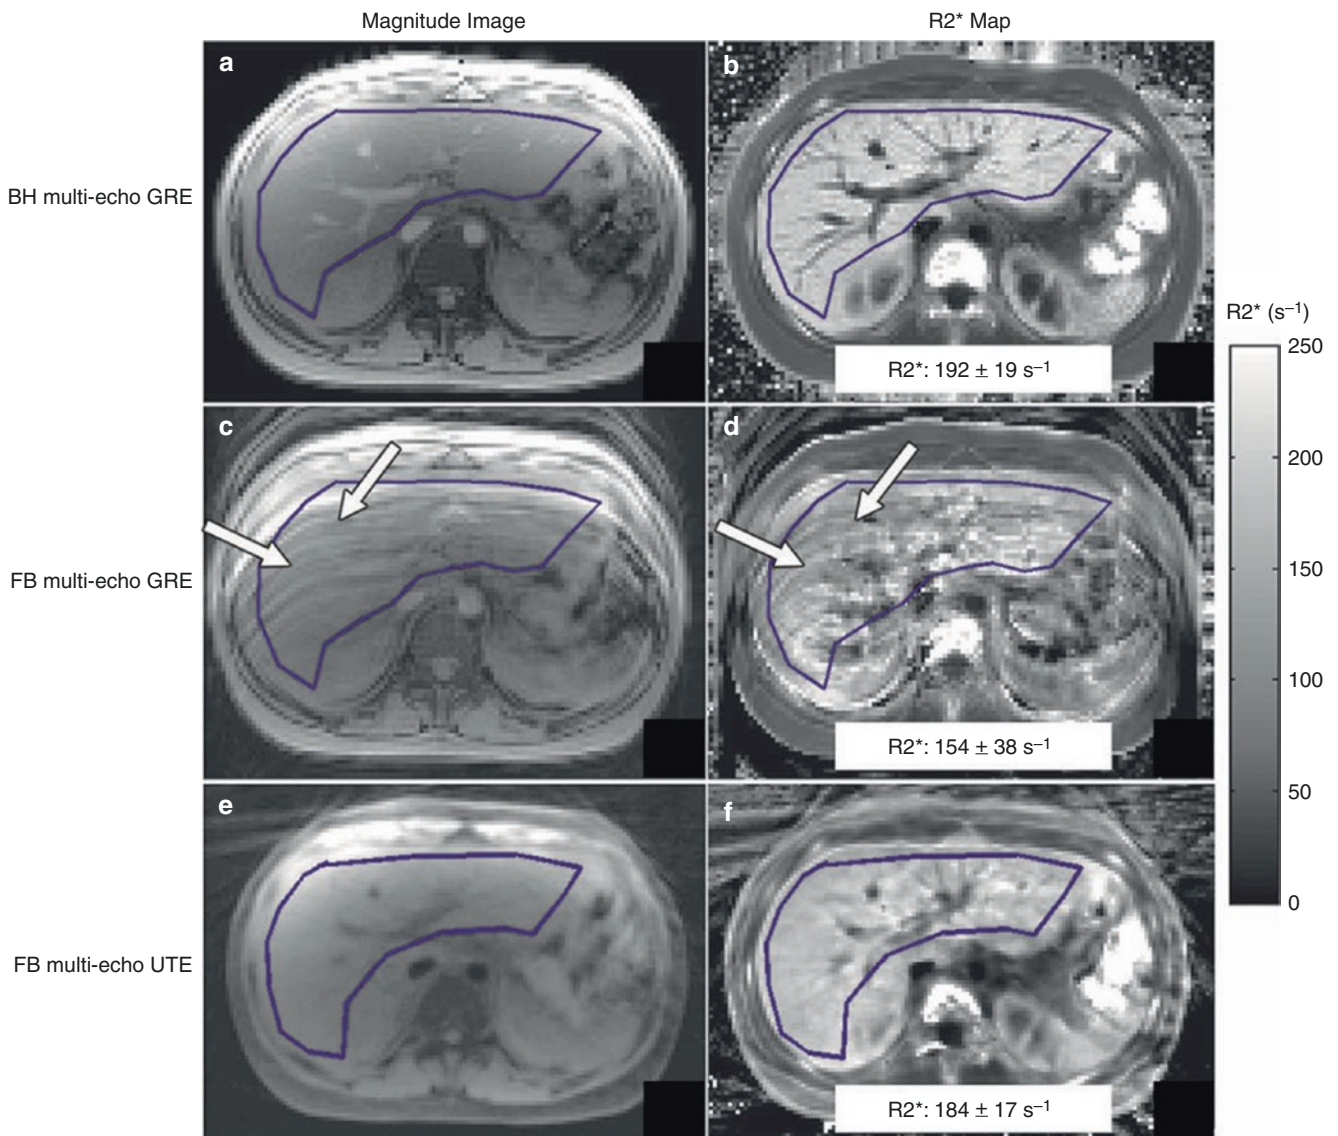 Magnitude Image
R2* Map
a
b
BH multi-echo GRE
R2* (s⁻¹)
250
R2*: 192 ± 19 s⁻¹
c
d
200
150
FB multi-echo GRE
100
R2*: 154 ± 38 s⁻¹
50
e
f
0
FB multi-echo UTE
R2*: 184 ± 17 s⁻¹